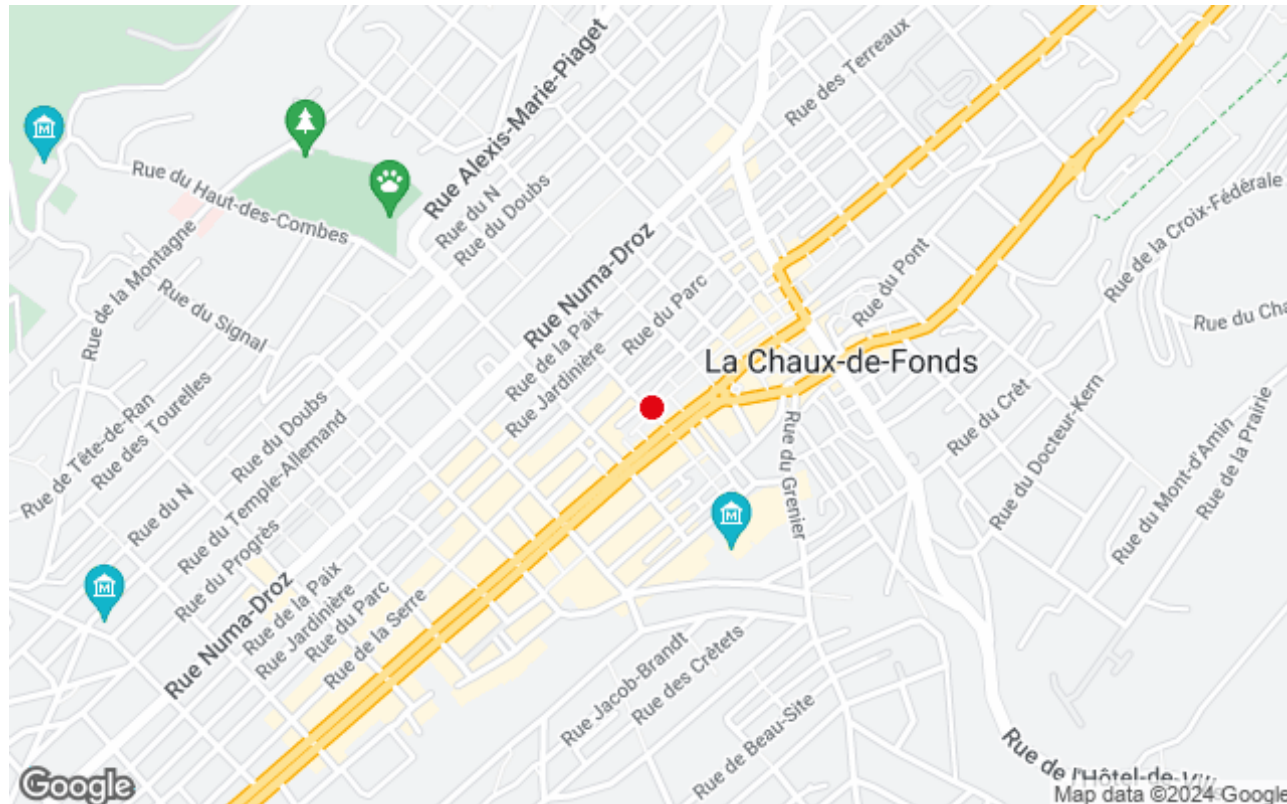 Rue Alexis-Marie-Piaget
Rue des Terreaux
Rue du Haut-des-Combes
Rue du N
Rue du Doubs
Rue de la Croix-Fédérale
Rue de la Montagne
Rue du Signal
Rue Numa-Droz
Rue du Parc
Rue du Pont
Rue de la Paix
Rue Jardinière
Rue du Cha
La Chaux-de-Fonds
Rue de Tête-de-Ran
Rue des Tourelles
Rue du Doubs
Rue du N
Rue du Temple-Allemand
Rue du Progrès
Rue du Grenier
Rue du Crêt
Rue du Docteur-Kern
Rue du Mont-d'Amin
Rue de la Prairie
Rue Numa-Droz
Rue de la Paix
Rue Jardinière
Rue du Parc
Rue de la Serre
Rue Jacob-Brandt
Rue des Crêtets
Rue de Beau-Site
Rue de l'Hôtel-de-Vill
Google
Map data ©2024 Google